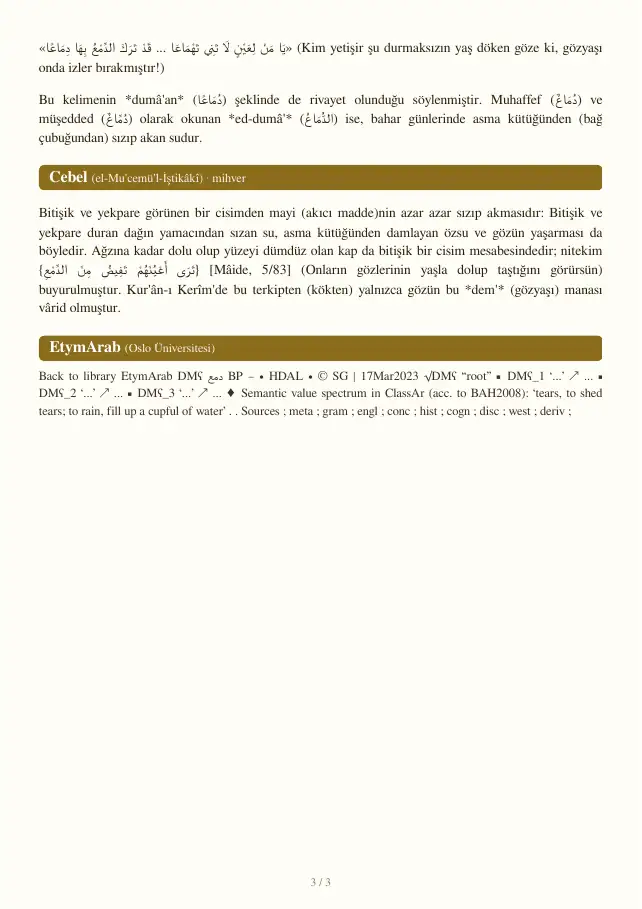 «يَا مَنْ لِعَيْنٍ لَا تَنِي تَهْمَاعَا ... قَدْ تَرَكَ الدَّمْعُ بِهَا دِمَاعًا» (Kim yetişir şu durmaksızın yaş döken göze ki, gözyaşı
onda izler bırakmıştır!)
Bu kelimenin *dumâ'an* (دُمَاعًا) şeklinde de rivayet olunduğu söylenmiştir. Muhaffef (دُمَاعٌ) ve
müşedded (دُمَّاعٌ) olarak okunan *ed-dumâ'* (الدُّمَاعُ) ise, bahar günlerinde asma kütüğünden (bağ
çubuğundan) sızıp akan sudur.
Cebel (el-Mu'cemü'l-İştikâkî) · mihver
Bitişik ve yekpare görünen bir cisimden mayi (akıcı madde)nin azar azar sızıp akmasıdır: Bitişik ve
yekpare duran dağın yamacından sızan su, asma kütüğünden damlayan özsu ve gözün yaşarması da
böyledir. Ağzına kadar dolu olup yüzeyi dümdüz olan kap da bitişik bir cisim mesabesindedir; nitekim
{تَرَى أَعْيُنَهُمْ تَفِيضُ مِنَ الدَّمْعِ} [Mâide, 5/83] (Onların gözlerinin yaşla dolup taştığını görürsün)
buyurulmuştur. Kur'ân-ı Kerîm'de bu terkipten (kökten) yalnızca gözün bu *dem'* (gözyaşı) manası
vârid olmuştur.
EtymArab (Oslo Üniversitesi)
Back to library EtymArab DMʕ دمع BP – • HDAL • © SG | 17Mar2023 √DMʕ “root” ▪ DMʕ_1 ‘...’ ↗ ... ▪
DMʕ_2 ‘...’ ↗ ... ▪ DMʕ_3 ‘...’ ↗ ... ♦ Semantic value spectrum in ClassAr (acc. to BAH2008): ‘tears, to shed
tears; to rain, fill up a cupful of water’ . . Sources ; meta ; gram ; engl ; conc ; hist ; cogn ; disc ; west ; deriv ;
3 / 3